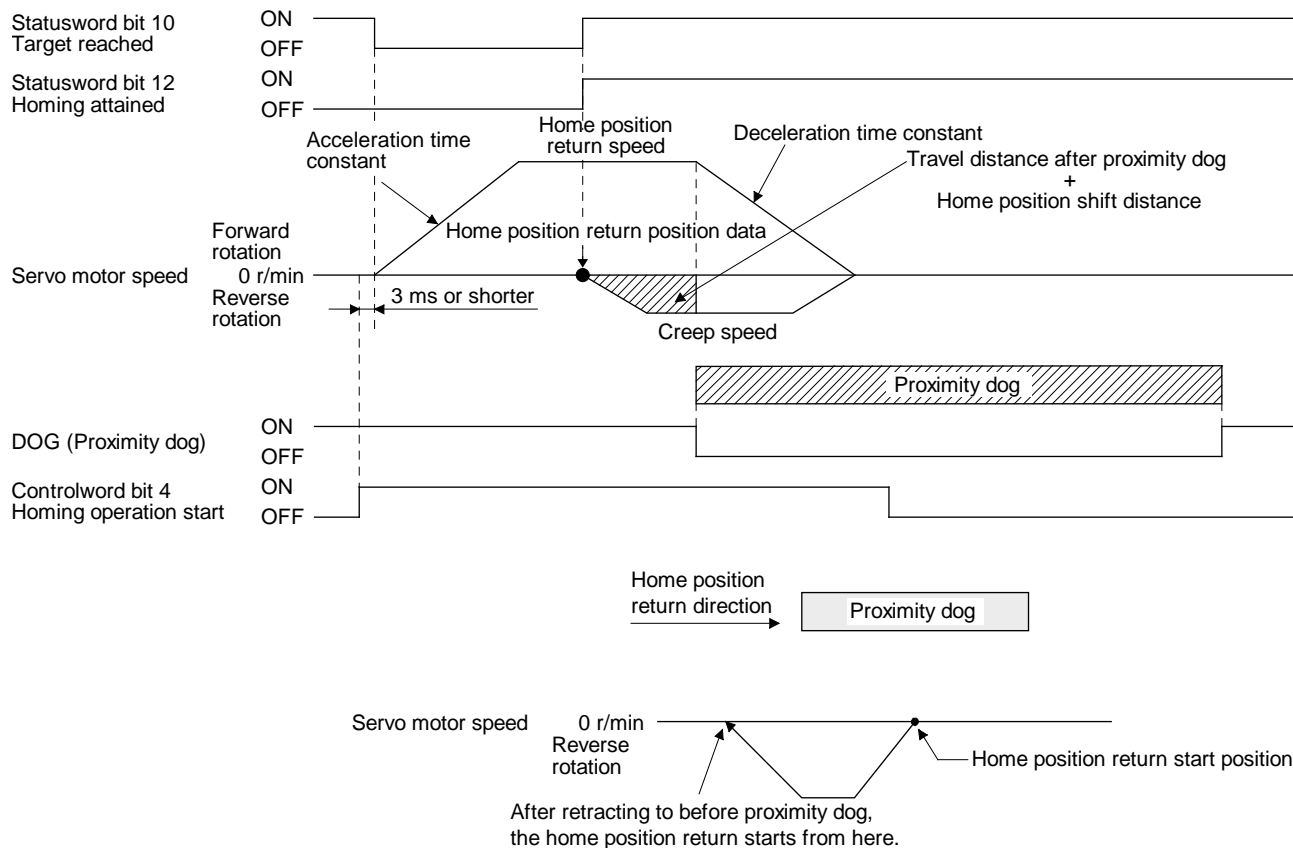 Statusword bit 10
Target reached
ON
OFF
Statusword bit 12
Homing attained
ON
OFF
Acceleration time
constant
Home position
return speed
Deceleration time constant
Travel distance after proximity dog
+
Home position shift distance
Home position return position data
Forward
rotation
Servo motor speed
0 r/min
Reverse
rotation
3 ms or shorter
Creep speed
Proximity dog
DOG (Proximity dog)
ON
OFF
Controlword bit 4
Homing operation start
ON
OFF
Home position
return direction
Proximity dog
Servo motor speed
0 r/min
Reverse
rotation
Home position return start position
After retracting to before proximity dog,
the home position return starts from here.